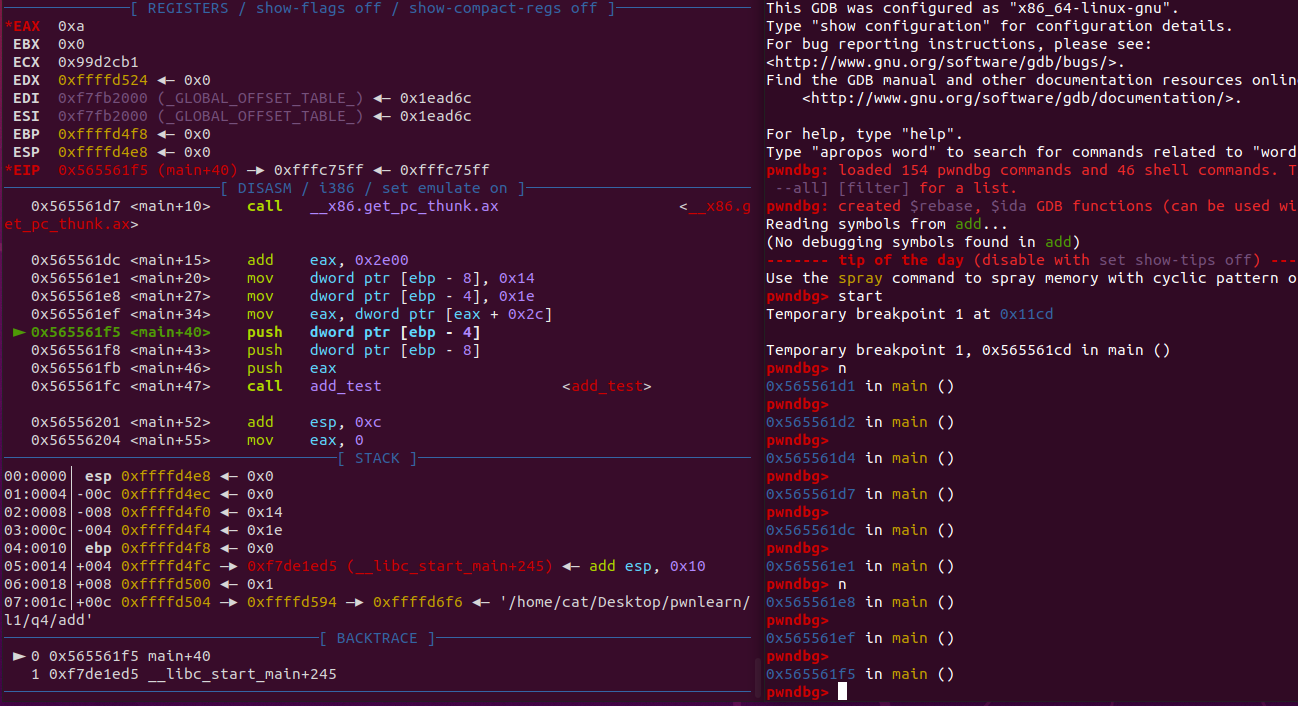 [ REGISTERS / show-flags off / show-compact-regs off ]
*EAX  0xa
 EBX  0x0
 ECX  0x99d2cb1
 EDX  0xffffd524 ◂— 0x0
 EDI  0xf7fb2000 (_GLOBAL_OFFSET_TABLE_) ◂— 0x1ead6c
 ESI  0xf7fb2000 (_GLOBAL_OFFSET_TABLE_) ◂— 0x1ead6c
 EBP  0xffffd4f8 ◂— 0x0
 ESP  0xffffd4e8 ◂— 0x0
*EIP  0x565561f5 (main+40) —▸ 0xfffc75ff ◂— 0xfffc75ff
[ DISASM / i386 / set emulate on ]
   0x565561d7 <main+10>    call   __x86.get_pc_thunk.ax                    <__x86.g
et_pc_thunk.ax>
   0x565561dc <main+15>    add    eax, 0x2e00
   0x565561e1 <main+20>    mov    dword ptr [ebp - 8], 0x14
   0x565561e8 <main+27>    mov    dword ptr [ebp - 4], 0x1e
   0x565561ef <main+34>    mov    eax, dword ptr [eax + 0x2c]
 ► 0x565561f5 <main+40>    push   dword ptr [ebp - 4]
   0x565561f8 <main+43>    push   dword ptr [ebp - 8]
   0x565561fb <main+46>    push   eax
   0x565561fc <main+47>    call   add_test                    <add_test>
   0x56556201 <main+52>    add    esp, 0xc
   0x56556204 <main+55>    mov    eax, 0
[ STACK ]
00:0000│ esp 0xffffd4e8 ◂— 0x0
01:0004│-00c 0xffffd4ec ◂— 0x0
02:0008│-008 0xffffd4f0 ◂— 0x14
03:000c│-004 0xffffd4f4 ◂— 0x1e
04:0010│ ebp 0xffffd4f8 ◂— 0x0
05:0014│+004 0xffffd4fc —▸ 0xf7de1ed5 (__libc_start_main+245) ◂— add esp, 0x10
06:0018│+008 0xffffd500 ◂— 0x1
07:001c│+00c 0xffffd504 —▸ 0xffffd594 —▸ 0xffffd6f6 ◂— '/home/cat/Desktop/pwnlearn/
l1/q4/add'
[ BACKTRACE ]
 ► 0 0x565561f5 main+40
   1 0xf7de1ed5 __libc_start_main+245
This GDB was configured as "x86_64-linux-gnu".
Type "show configuration" for configuration details.
For bug reporting instructions, please see:
<http://www.gnu.org/software/gdb/bugs/>.
Find the GDB manual and other documentation resources onlin
    <http://www.gnu.org/software/gdb/documentation/>.
For help, type "help".
Type "apropos word" to search for commands related to "word
pwndbg: loaded 154 pwndbg commands and 46 shell commands. T
 --all] [filter] for a list.
pwndbg: created $rebase, $ida GDB functions (can be used wi
Reading symbols from add...
(No debugging symbols found in add)
------- tip of the day (disable with set show-tips off) ---
Use the spray command to spray memory with cyclic pattern o
pwndbg> start
Temporary breakpoint 1 at 0x11cd
Temporary breakpoint 1, 0x565561cd in main ()
pwndbg> n
0x565561d1 in main ()
pwndbg>
0x565561d2 in main ()
pwndbg>
0x565561d4 in main ()
pwndbg>
0x565561d7 in main ()
pwndbg>
0x565561dc in main ()
pwndbg>
0x565561e1 in main ()
pwndbg> n
0x565561e8 in main ()
pwndbg>
0x565561ef in main ()
pwndbg>
0x565561f5 in main ()
pwndbg>